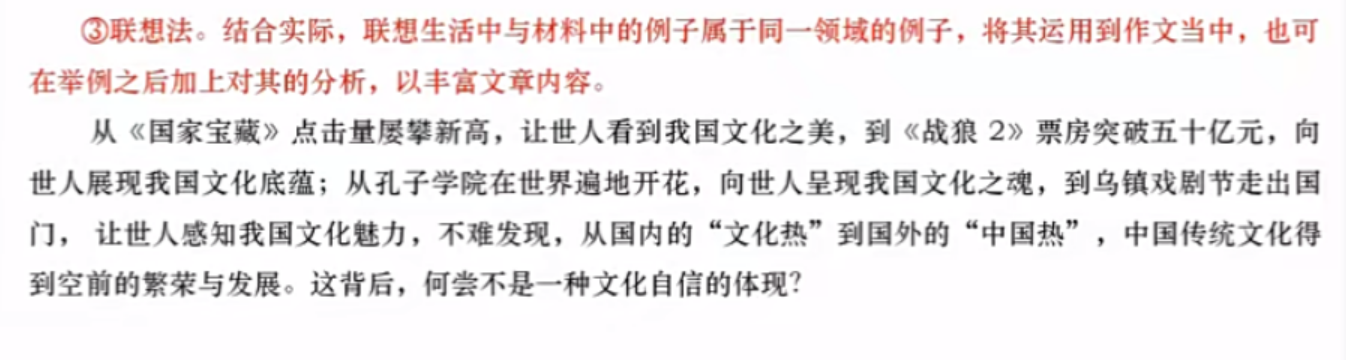 ③联想法。结合实际，联想生活中与材料中的例子属于同一领域的例子，将其运用到作文当中，也可
在举例之后加上对其的分析，以丰富文章内容。
从《国家宝藏》点击量屡攀新高，让世人看到我国文化之美，到《战狼 2》票房突破五十亿元，向
世人展现我国文化底蕴；从孔子学院在世界遍地开花，向世人呈现我国文化之魂，到乌镇戏剧节走出国
门， 让世人感知我国文化魅力，不难发现，从国内的“文化热”到国外的“中国热”，中国传统文化得
到空前的繁荣与发展。这背后，何尝不是一种文化自信的体现？